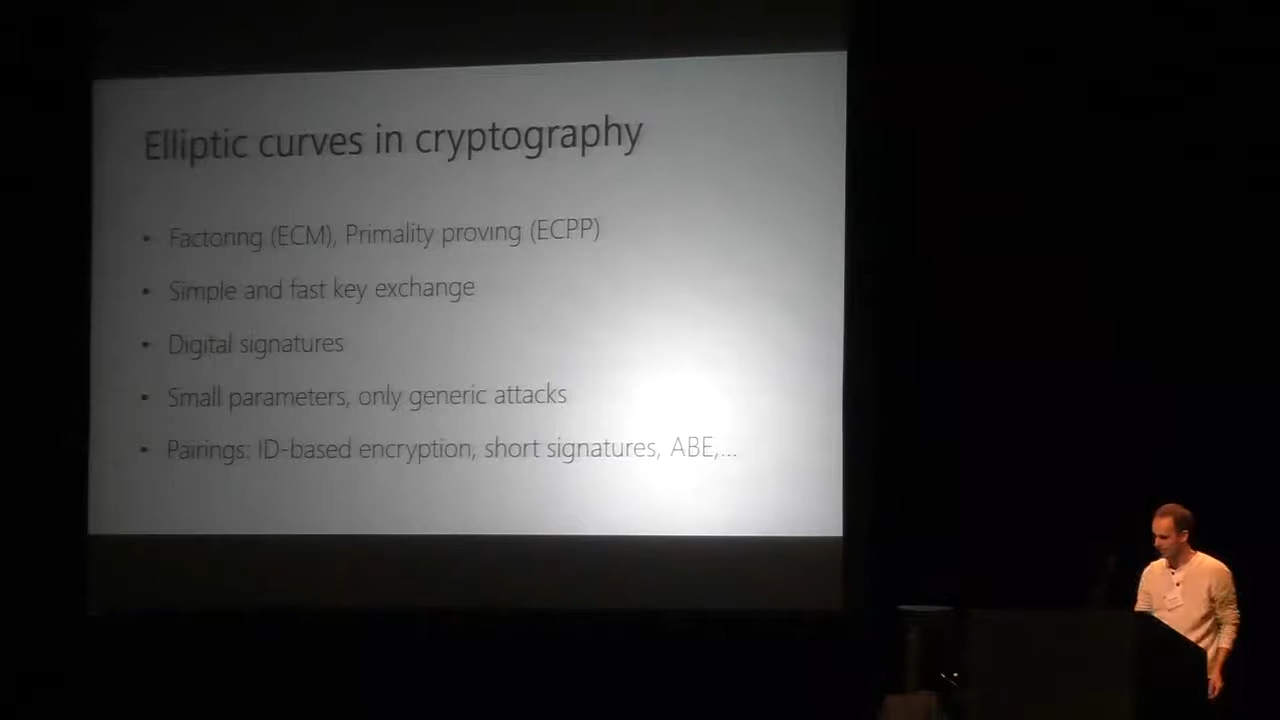 Elliptic curves in cryptography
• Factoring (ECM), Primality proving (ECPP)
• Simple and fast key exchange
• Digital signatures
• Small parameters, only generic attacks
• Pairings: ID-based encryption, short signatures, ABE,...